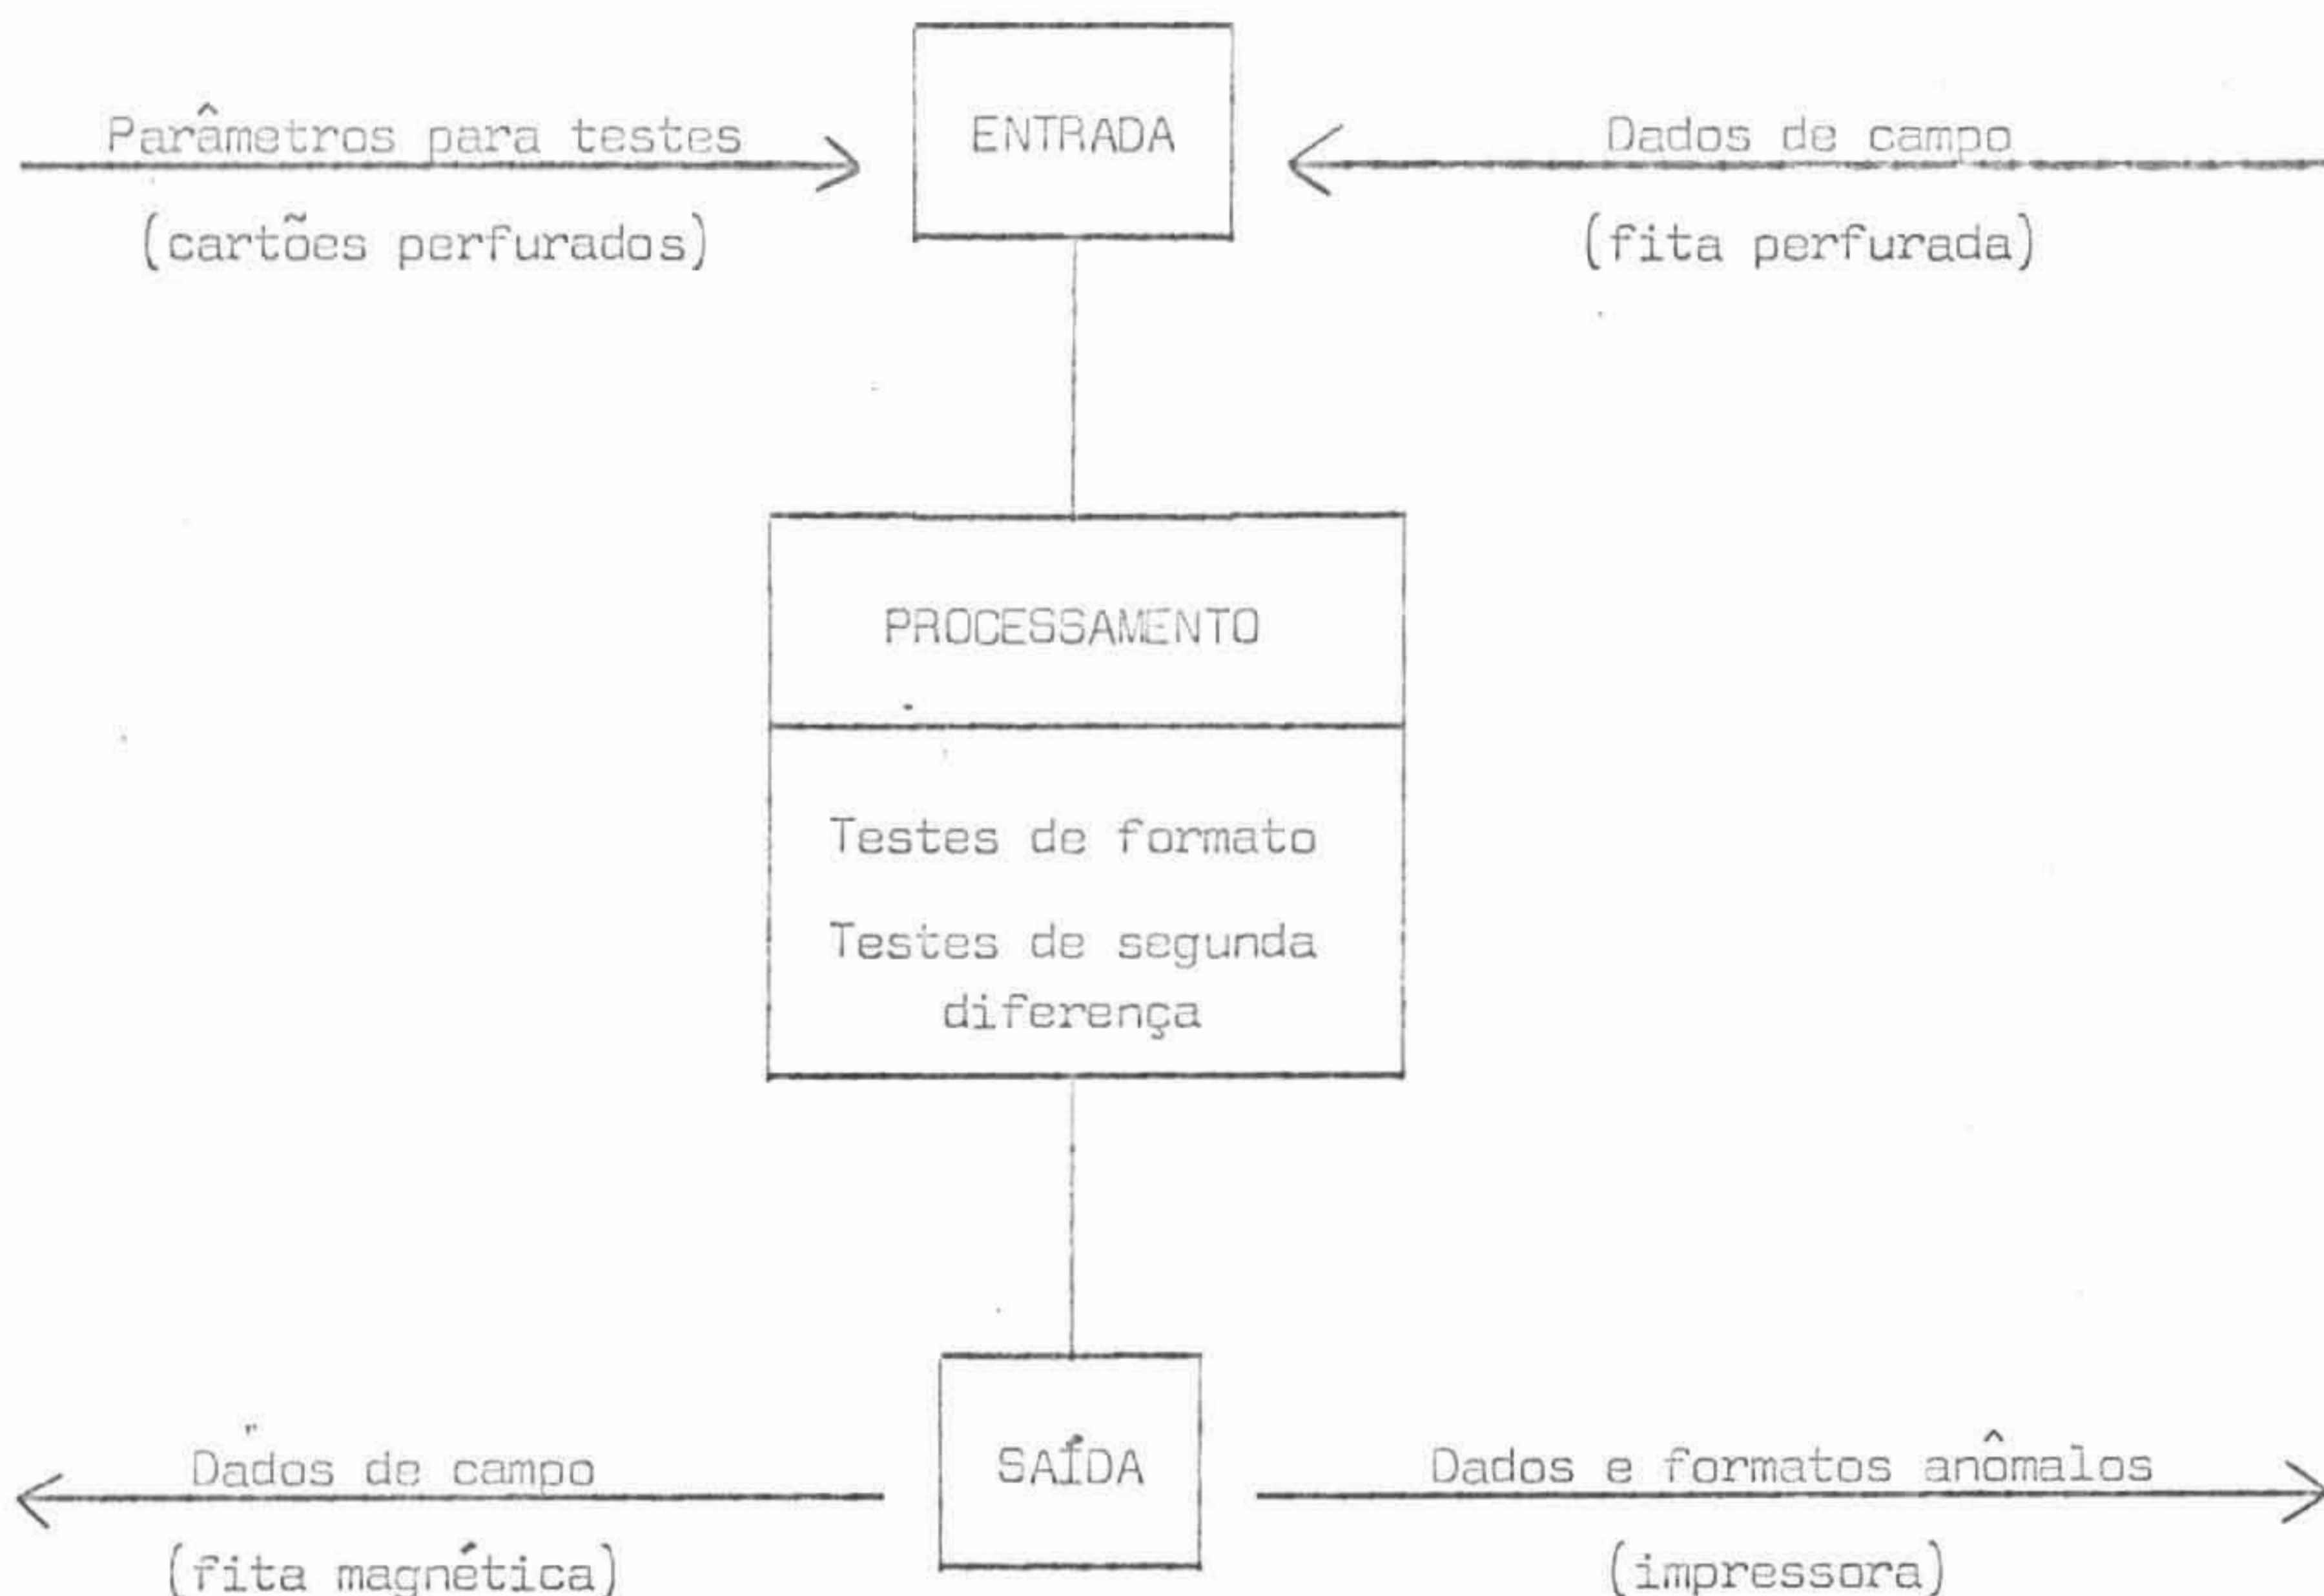 Parâmetros para testes
(cartões perfurados)
ENTRADA
Dados de campo
(fita perfurada)
PROCESSAMENTO
Testes de formato
Testes de segunda
diferença
Dados de campo
(fita magnética)
SAÍDA
Dados e formatos anômalos
(impressora)